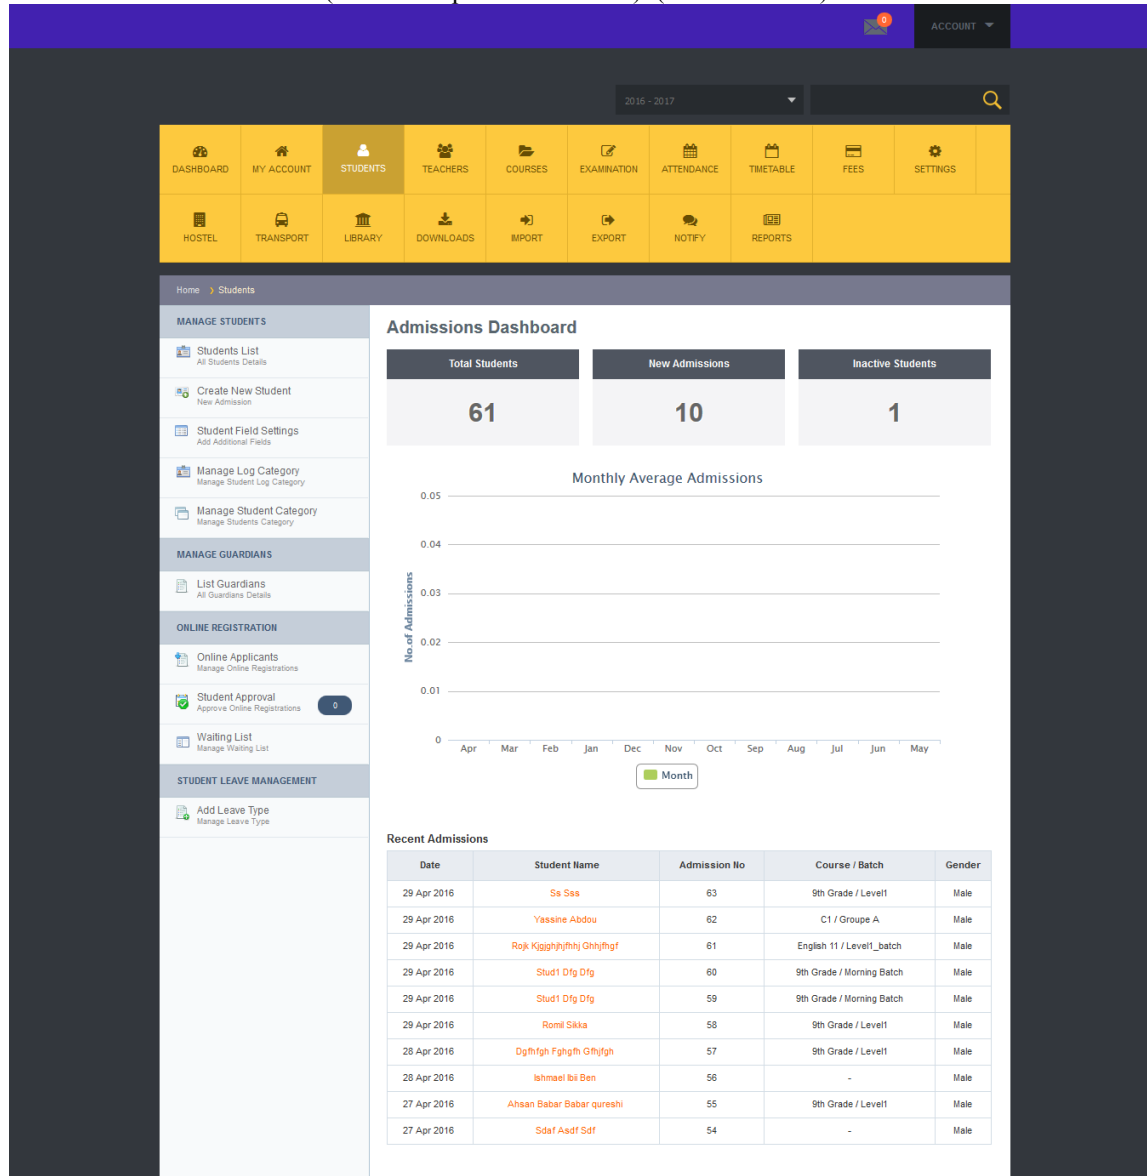 0
ACCOUNT
2016 - 2017
DASHBOARD MY ACCOUNT STUDENTS TEACHERS COURSES EXAMINATION ATTENDANCE TIMETABLE FEES SETTINGS
HOSTEL TRANSPORT LIBRARY DOWNLOADS IMPORT EXPORT NOTIFY REPORTS
Home Students
MANAGE STUDENTS
Students List
All Students Details
Create New Student
New Admission
Student Field Settings
Add Additional Fields
Manage Log Category
Manage Student Log Category
Manage Student Category
Manage Students Category
MANAGE GUARDIANS
List Guardians
All Guardians Details
ONLINE REGISTRATION
Online Applicants
Manage Online Registrations
Student Approval
Approve Online Registrations
0
Waiting List
Manage Waiting List
STUDENT LEAVE MANAGEMENT
Add Leave Type
Manage Leave Type
Admissions Dashboard
Total Students New Admissions Inactive Students
61 10 1
Monthly Average Admissions
No.of Admissions
0.05
0.04
0.03
0.02
0.01
0
Apr Mar Feb Jan Dec Nov Oct Sep Aug Jul Jun May
Month
Recent Admissions
Date Student Name Admission No Course / Batch Gender
29 Apr 2016 Ss Sss 63 9th Grade / Level1 Male
29 Apr 2016 Yassine Abdou 62 C1 / Groupe A Male
29 Apr 2016 Rojk Kjgjghjhjfhhj Ghhjfhgf 61 English 11 / Level1_batch Male
29 Apr 2016 Stud1 Dfg Dfg 60 9th Grade / Morning Batch Male
29 Apr 2016 Stud1 Dfg Dfg 59 9th Grade / Morning Batch Male
29 Apr 2016 Romil Sikka 58 9th Grade / Level1 Male
28 Apr 2016 Dgfhfgh Fghgfh Gfhjfgh 57 9th Grade / Level1 Male
28 Apr 2016 Ishmael Ibii Ben 56 - Male
27 Apr 2016 Ahsan Babar Babar qureshi 55 9th Grade / Level1 Male
27 Apr 2016 Sdaf Asdf Sdf 54 - Male